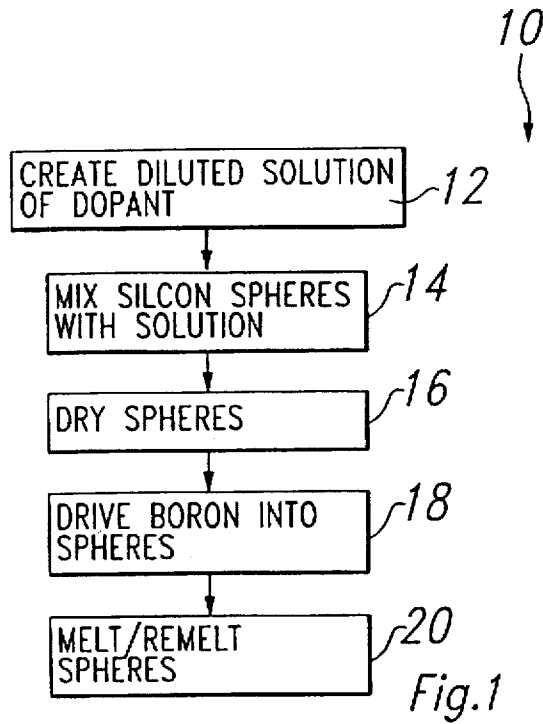 10
CREATE DILUTED SOLUTION
OF DOPANT
12
MIX SILCON SPHERES
WITH SOLUTION
14
DRY SPHERES
16
DRIVE BORON INTO
SPHERES
18
MELT/REMELT
SPHERES
20
Fig.1